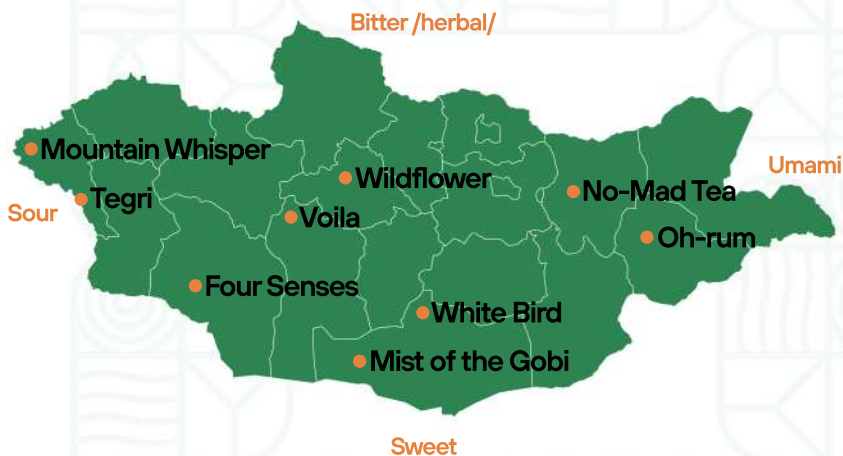 Bitter /herbal/
Mountain Whisper
Wildflower
Umami
No-Mad Tea
Tegri
Sour
Voila
Oh-rum
Four Senses
White Bird
Mist of the Gobi
Sweet